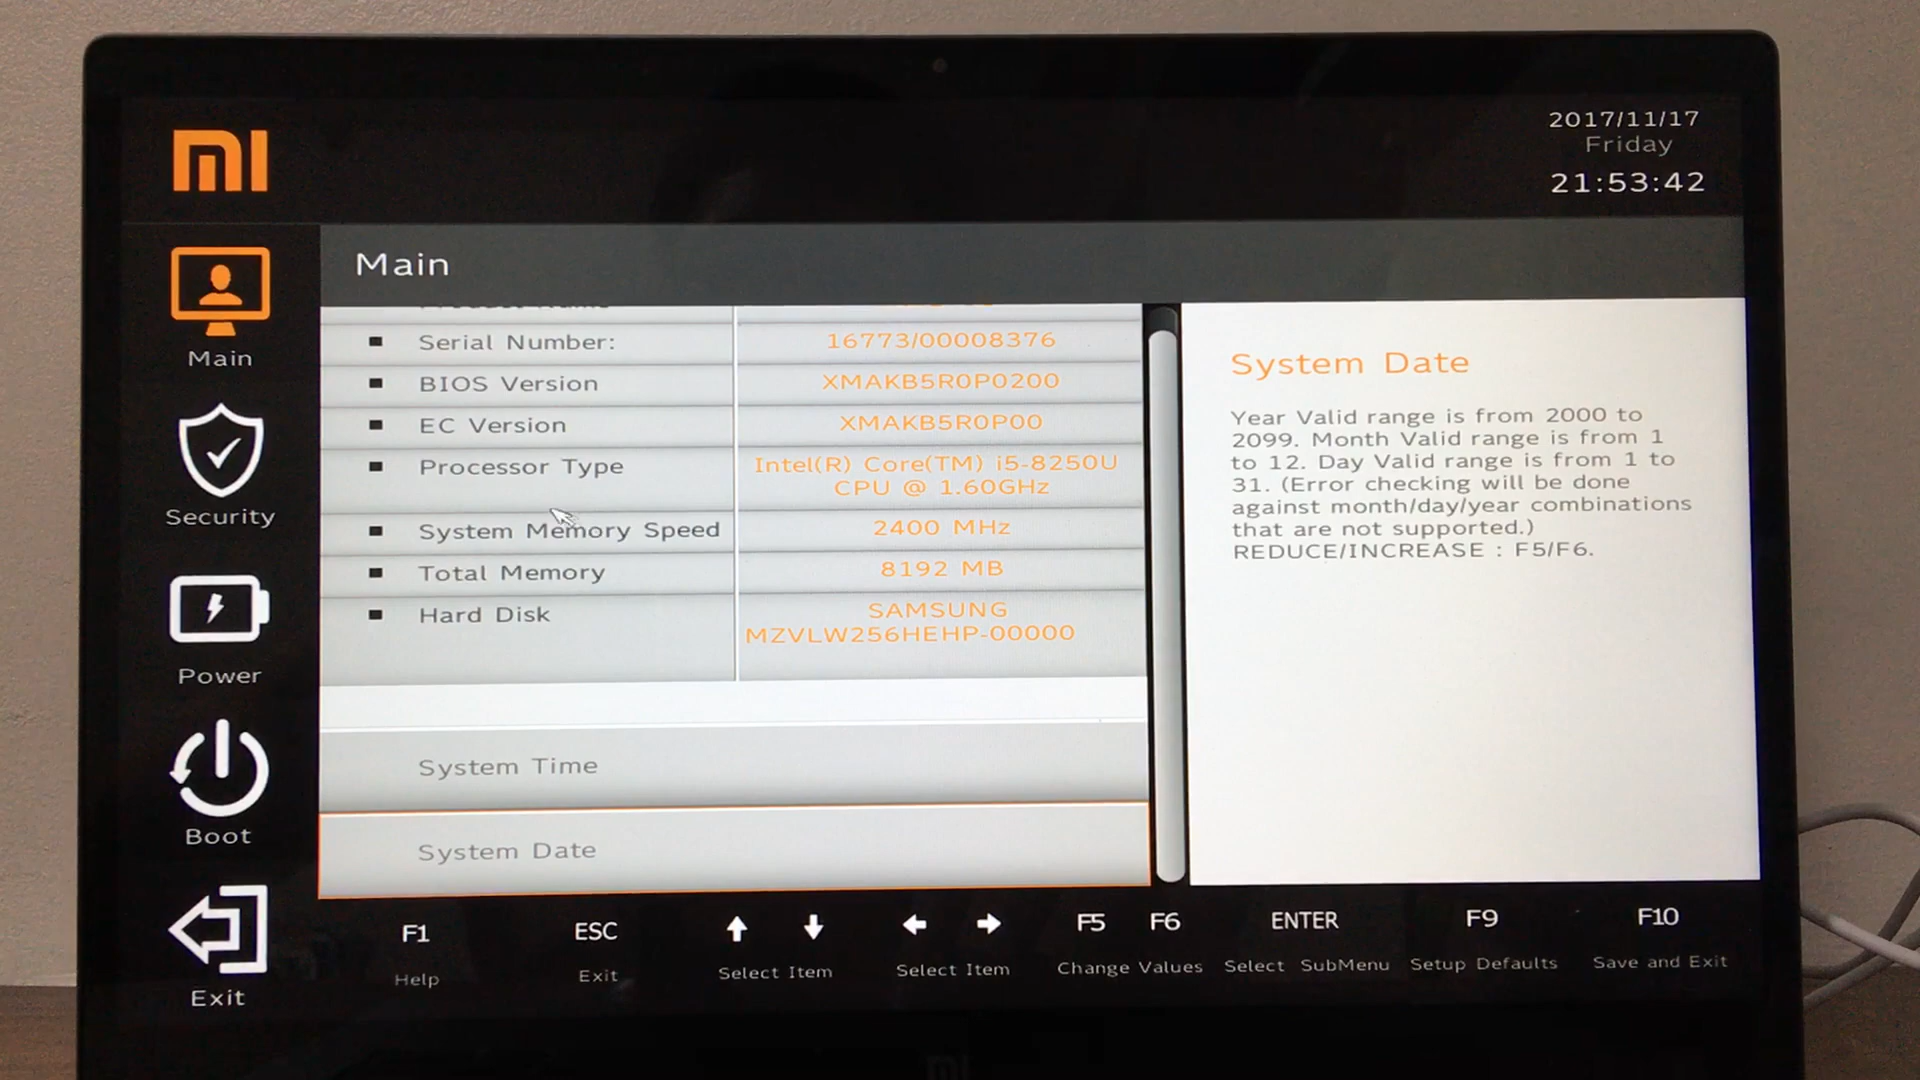 mi
2017/11/17
Friday
21:53:42
Main
Main
Security
Power
Boot
Exit
Product Name
Serial Number: 16773/00008376
BIOS Version XMAKB5R0P0200
EC Version XMAKB5R0P00
Processor Type Intel(R) Core(TM) i5-8250U
CPU @ 1.60GHz
System Memory Speed 2400 MHz
Total Memory 8192 MB
Hard Disk SAMSUNG
MZVLW256HEHP-00000
System Time
System Date
System Date
Year Valid range is from 2000 to
2099. Month Valid range is from 1
to 12. Day Valid range is from 1 to
31. (Error checking will be done
against month/day/year combinations
that are not supported.)
REDUCE/INCREASE : F5/F6.
F1 ESC F5 F6 ENTER F9 F10
Help Exit Select Item Select Item Change Values Select SubMenu Setup Defaults Save and Exit
mi